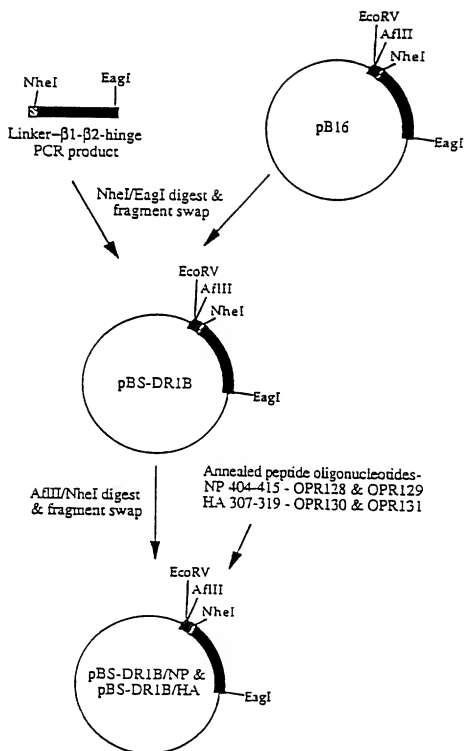 EcoRV
AflII
NheI
pB16
EagI
NheI
EagI
S
Linker-β1-β2-hinge
PCR product
NheI/EagI digest &
fragment swap
EcoRV
AflII
NheI
pBS-DR1B
EagI
AflII/NheI digest
& fragment swap
Annealed peptide oligonucleotides-
NP 404-415 - OPR128 & OPR129
HA 307-319 - OPR130 & OPR131
EcoRV
AflII
NheI
pBS-DR1B/NP &
pBS-DR1B/HA
EagI